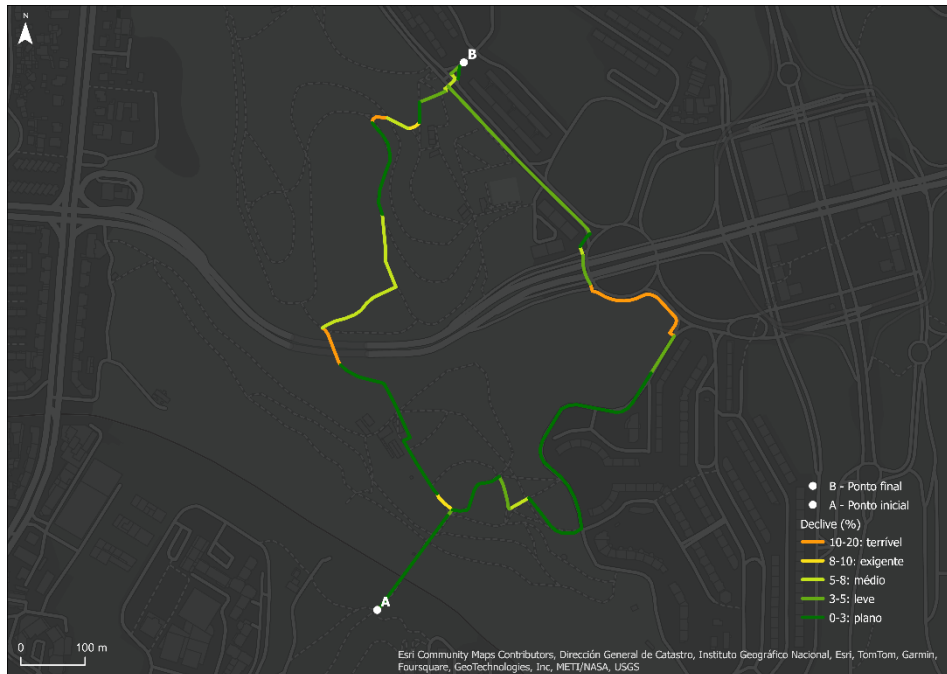 N
B
A
B - Ponto final
A - Ponto inicial
Declive (%)
10-20: terrível
8-10: exigente
5-8: médio
3-5: leve
0-3: plano
0 100 m
Esri Community Maps Contributors, Dirección General de Catastro, Instituto Geográfico Nacional, Esri, TomTom, Garmin,
Foursquare, GeoTechnologies, Inc, METI/NASA, USGS